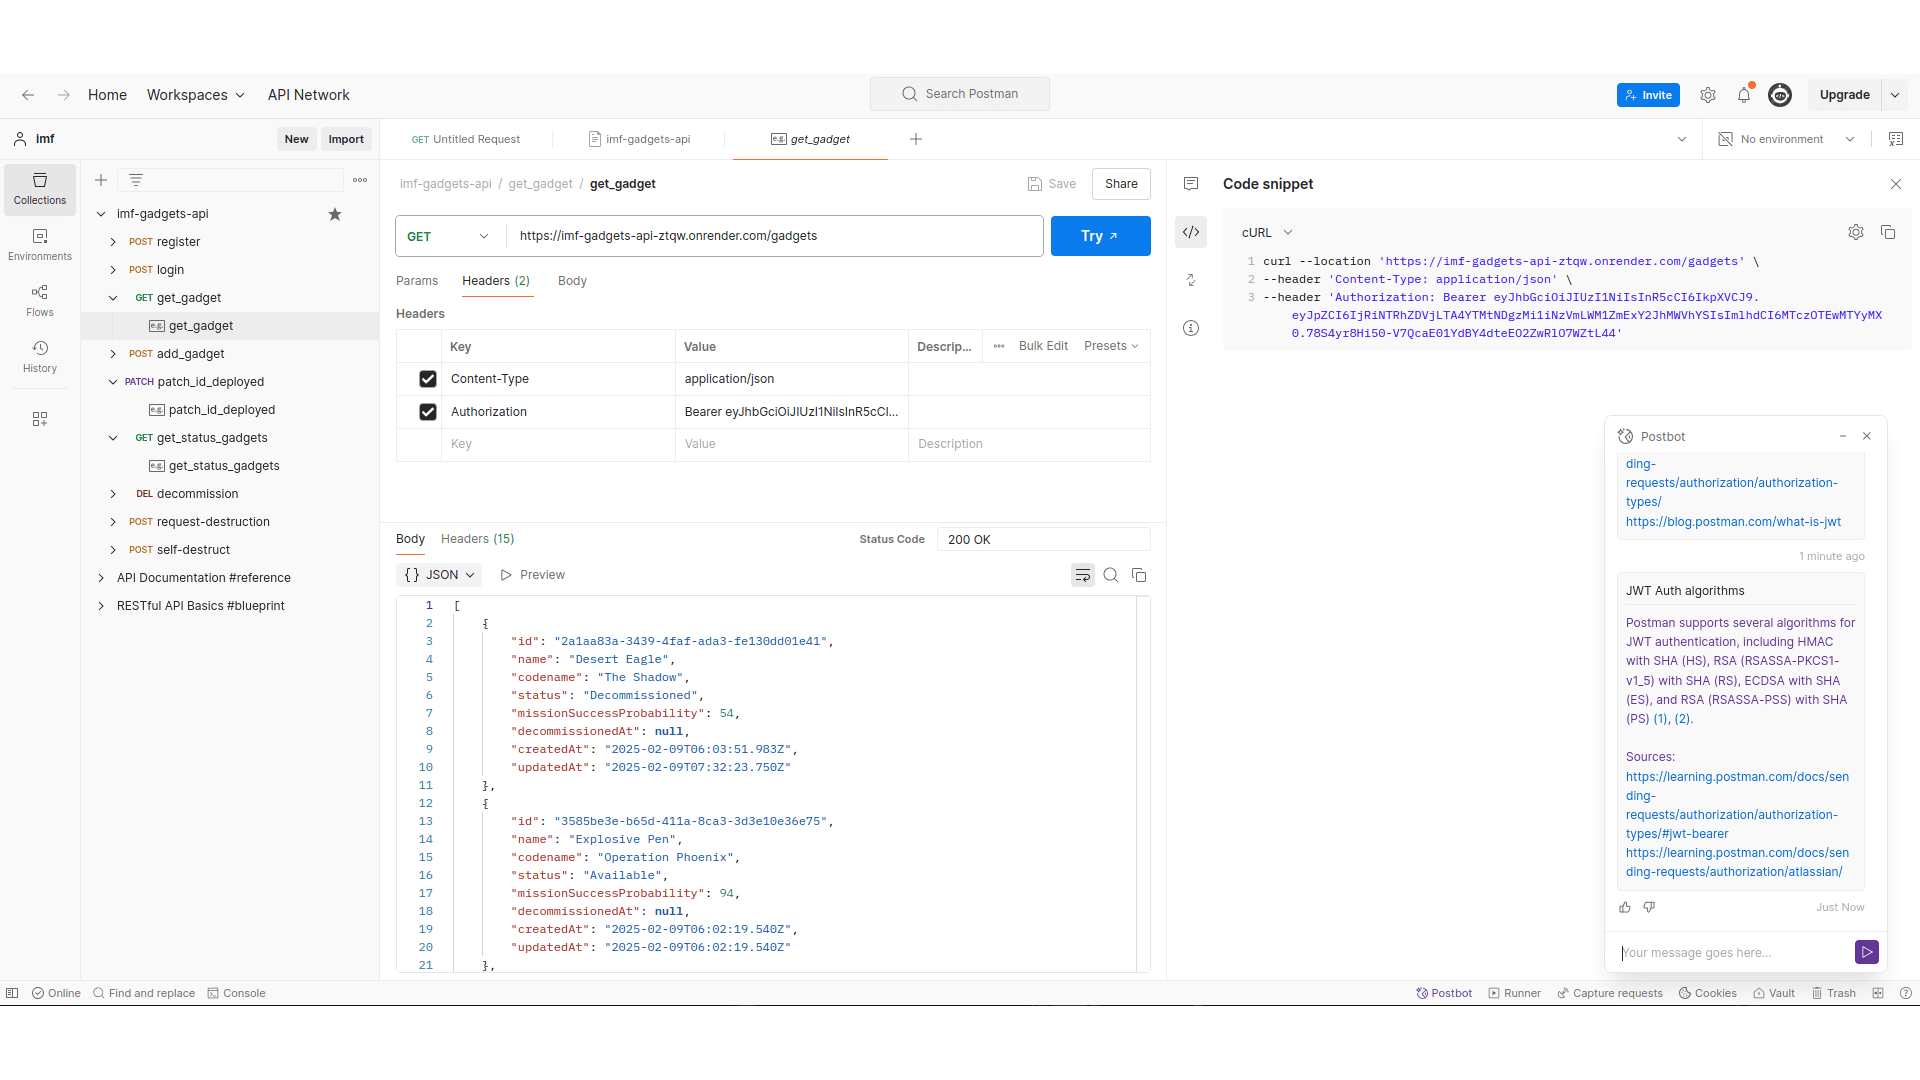 Home
Workspaces
API Network
Search Postman
Invite
Upgrade
imf
New
Import
GET Untitled Request
imf-gadgets-api
e.g. get_gadget
No environment
Collections
Environments
Flows
History
imf-gadgets-api
POST register
POST login
GET get_gadget
e.g. get_gadget
POST add_gadget
PATCH patch_id_deployed
e.g. patch_id_deployed
GET get_status_gadgets
e.g. get_status_gadgets
DEL decommission
POST request-destruction
POST self-destruct
API Documentation #reference
RESTful API Basics #blueprint
imf-gadgets-api / get_gadget / get_gadget
Save
Share
GET
https://imf-gadgets-api-ztqw.onrender.com/gadgets
Try
Params
Headers (2)
Body
Headers
Key Value Descrip... Bulk Edit Presets
Content-Type application/json
Authorization Bearer eyJhbGciOiJIUzI1NiIsInR5cCI...
Key Value Description
Body
Headers (15)
Status Code
200 OK
{} JSON
Preview
1 [
2 {
3 "id": "2a1aa83a-3439-4faf-ada3-fe130dd01e41",
4 "name": "Desert Eagle",
5 "codename": "The Shadow",
6 "status": "Decommissioned",
7 "missionSuccessProbability": 54,
8 "decommissionedAt": null,
9 "createdAt": "2025-02-09T06:03:51.983Z",
10 "updatedAt": "2025-02-09T07:32:23.750Z"
11 },
12 {
13 "id": "3585be3e-b65d-411a-8ca3-3d3e10e36e75",
14 "name": "Explosive Pen",
15 "codename": "Operation Phoenix",
16 "status": "Available",
17 "missionSuccessProbability": 94,
18 "decommissionedAt": null,
19 "createdAt": "2025-02-09T06:02:19.540Z",
20 "updatedAt": "2025-02-09T06:02:19.540Z"
21 },
Code snippet
cURL
1 curl --location 'https://imf-gadgets-api-ztqw.onrender.com/gadgets' \
2 --header 'Content-Type: application/json' \
3 --header 'Authorization: Bearer eyJhbGciOiJIUzI1NiIsInR5cCI6IkpXVCJ9.
eyJpZCI6IjRiNTRhZDVjLTA4YTMtNDgzMi1iNzVmLWM1ZmExY2JhMWVhYSIsImlhdCI6MTczOTEwMTYyMX
0.78S4yr8Hi50-V7QcaE01YdBY4dteEO2ZwRlO7WZtL44'
Postbot
ding-
requests/authorization/authorization-
types/
https://blog.postman.com/what-is-jwt
1 minute ago
JWT Auth algorithms
Postman supports several algorithms for
JWT authentication, including HMAC
with SHA (HS), RSA (RSASSA-PKCS1-
v1_5) with SHA (RS), ECDSA with SHA
(ES), and RSA (RSASSA-PSS) with SHA
(PS) (1), (2).
Sources:
https://learning.postman.com/docs/sen
ding-
requests/authorization/authorization-
types/#jwt-bearer
https://learning.postman.com/docs/sen
ding-requests/authorization/atlassian/
Just Now
Your message goes here...
Online
Find and replace
Console
Postbot
Runner
Capture requests
Cookies
Vault
Trash